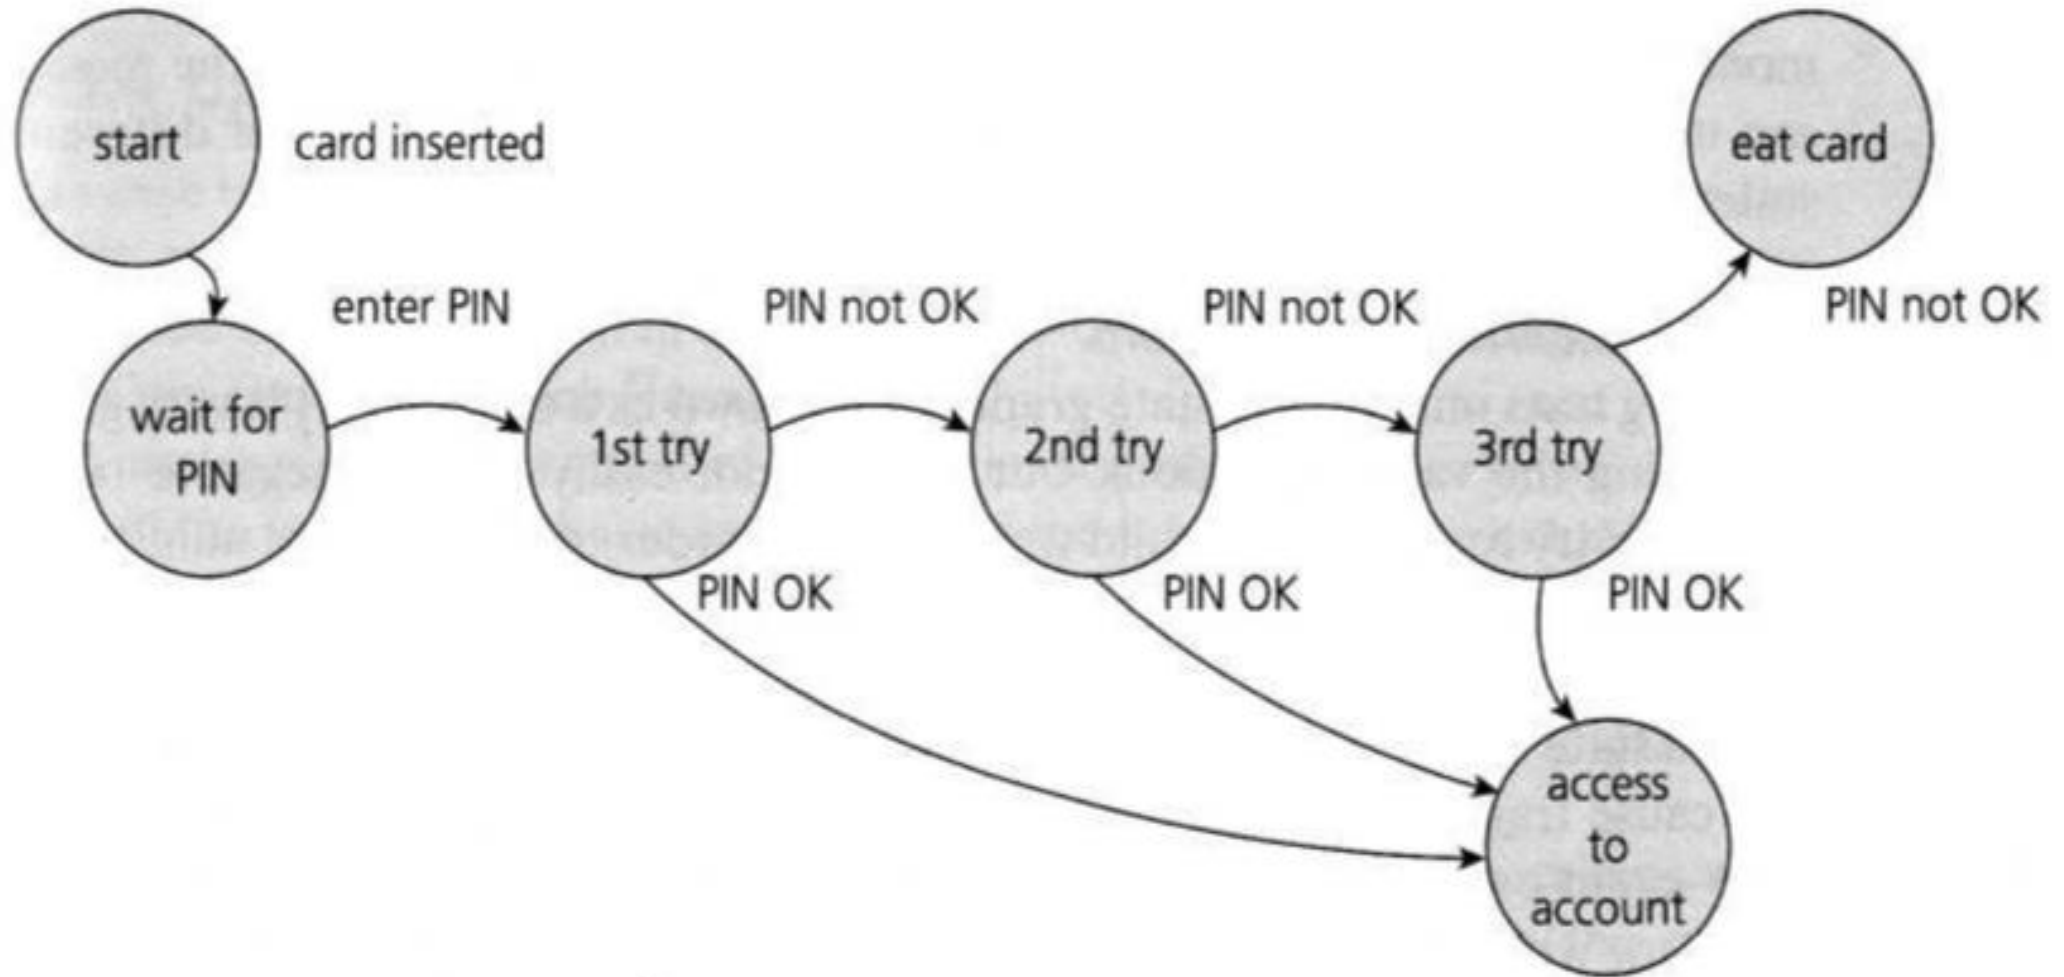 start
card inserted
eat card
enter PIN
PIN not OK
PIN not OK
PIN not OK
wait for
PIN
1st try
2nd try
3rd try
PIN OK
PIN OK
PIN OK
access
to
account